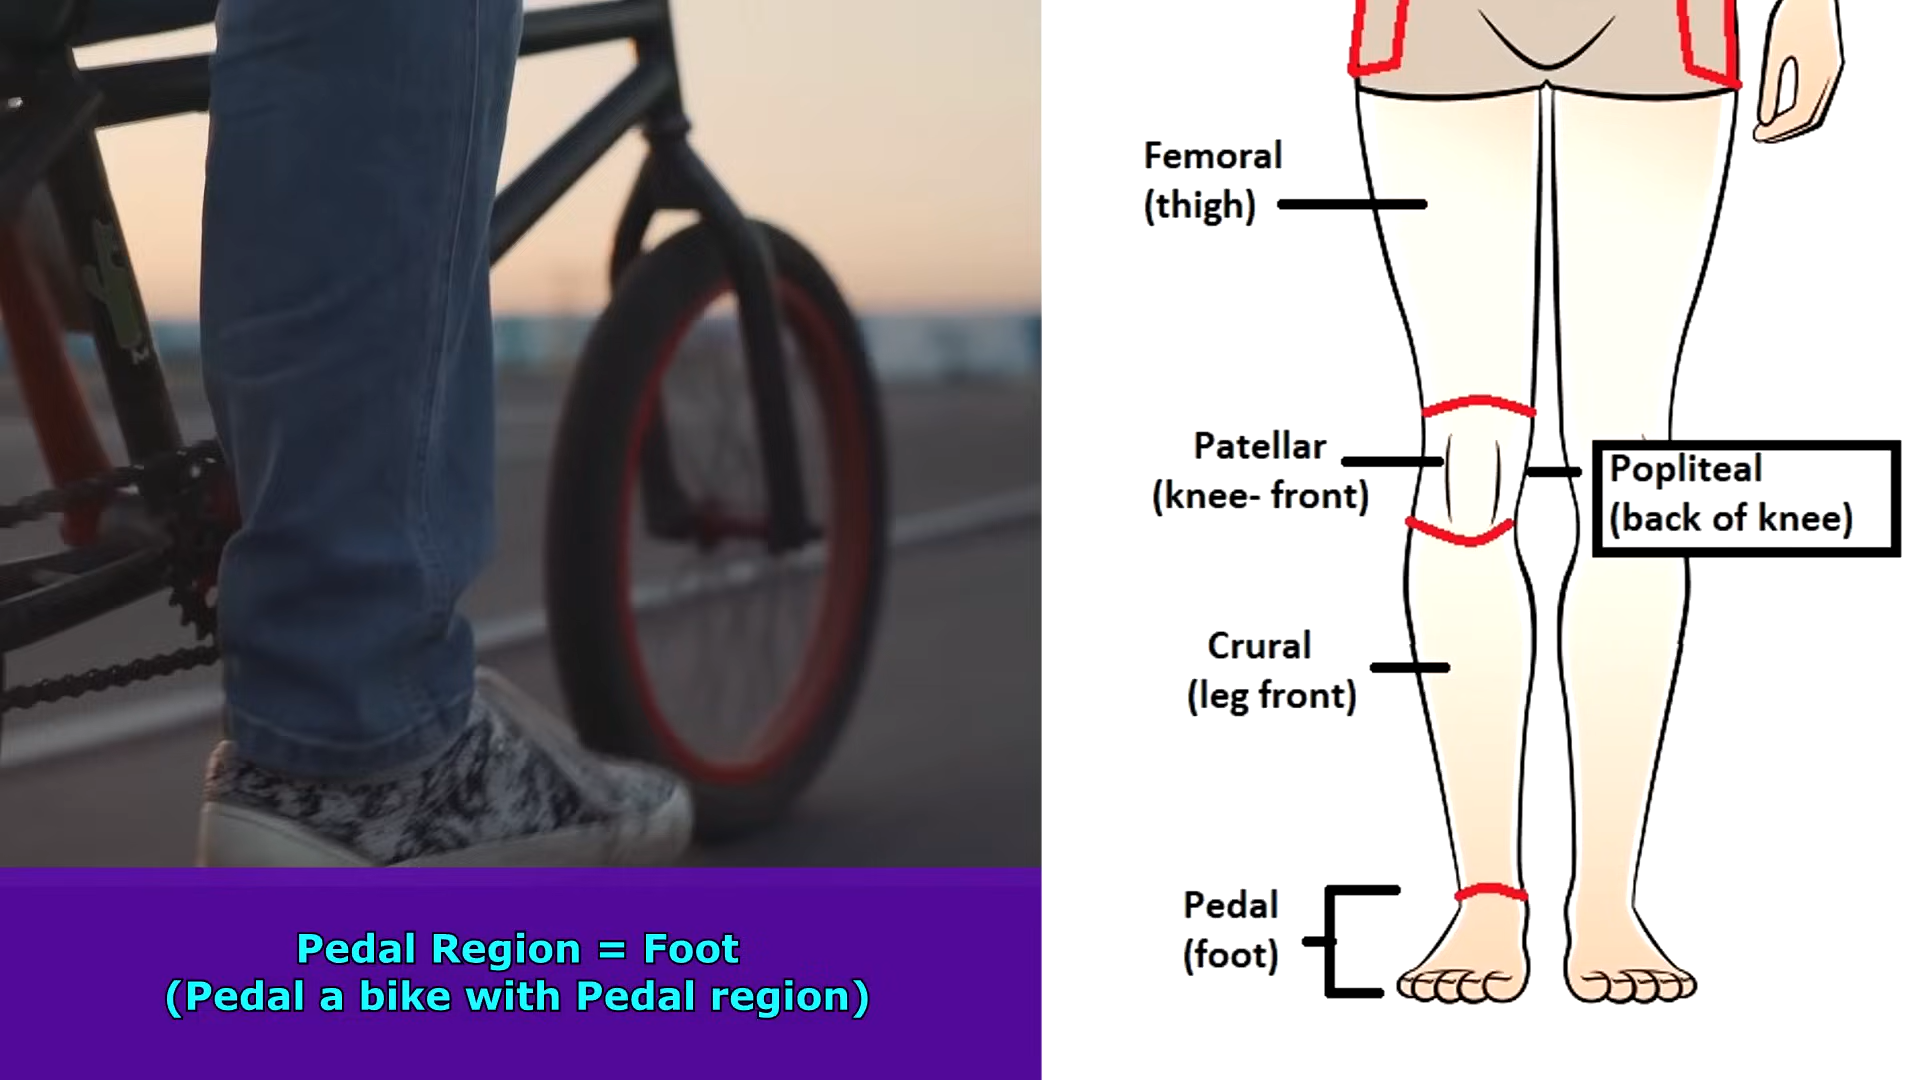 Pedal Region = Foot
(Pedal a bike with Pedal region)
Femoral
(thigh)
Patellar
(knee- front)
Popliteal
(back of knee)
Crural
(leg front)
Pedal
(foot)